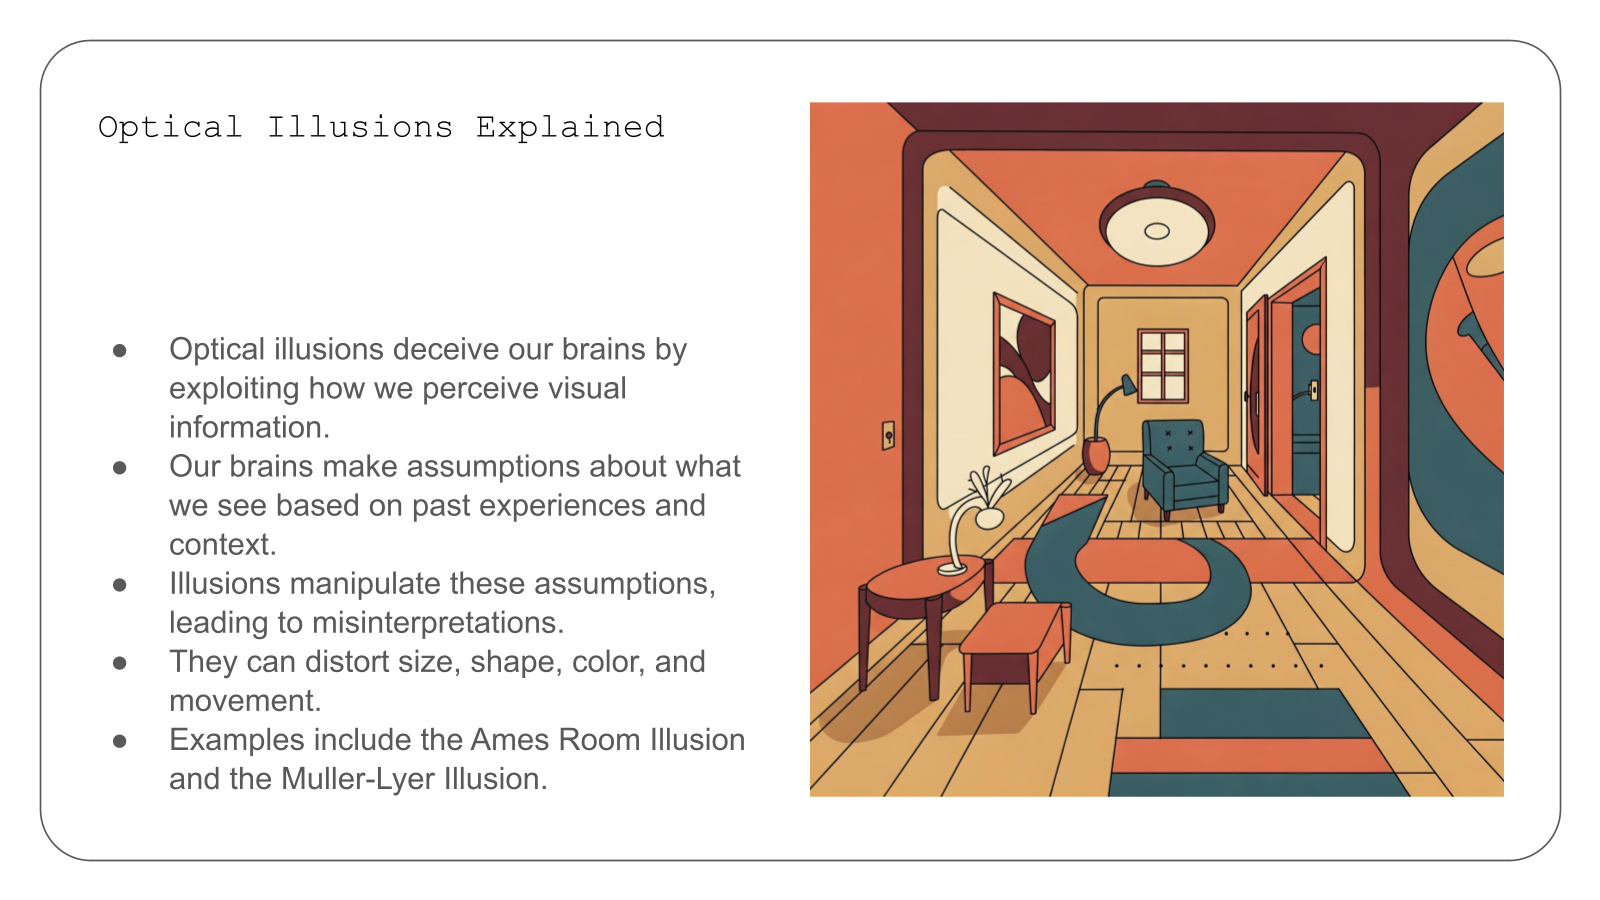 Optical Illusions Explained
● Optical illusions deceive our brains by
exploiting how we perceive visual
information.
● Our brains make assumptions about what
we see based on past experiences and
context.
● Illusions manipulate these assumptions,
leading to misinterpretations.
● They can distort size, shape, color, and
movement.
● Examples include the Ames Room Illusion
and the Muller-Lyer Illusion.